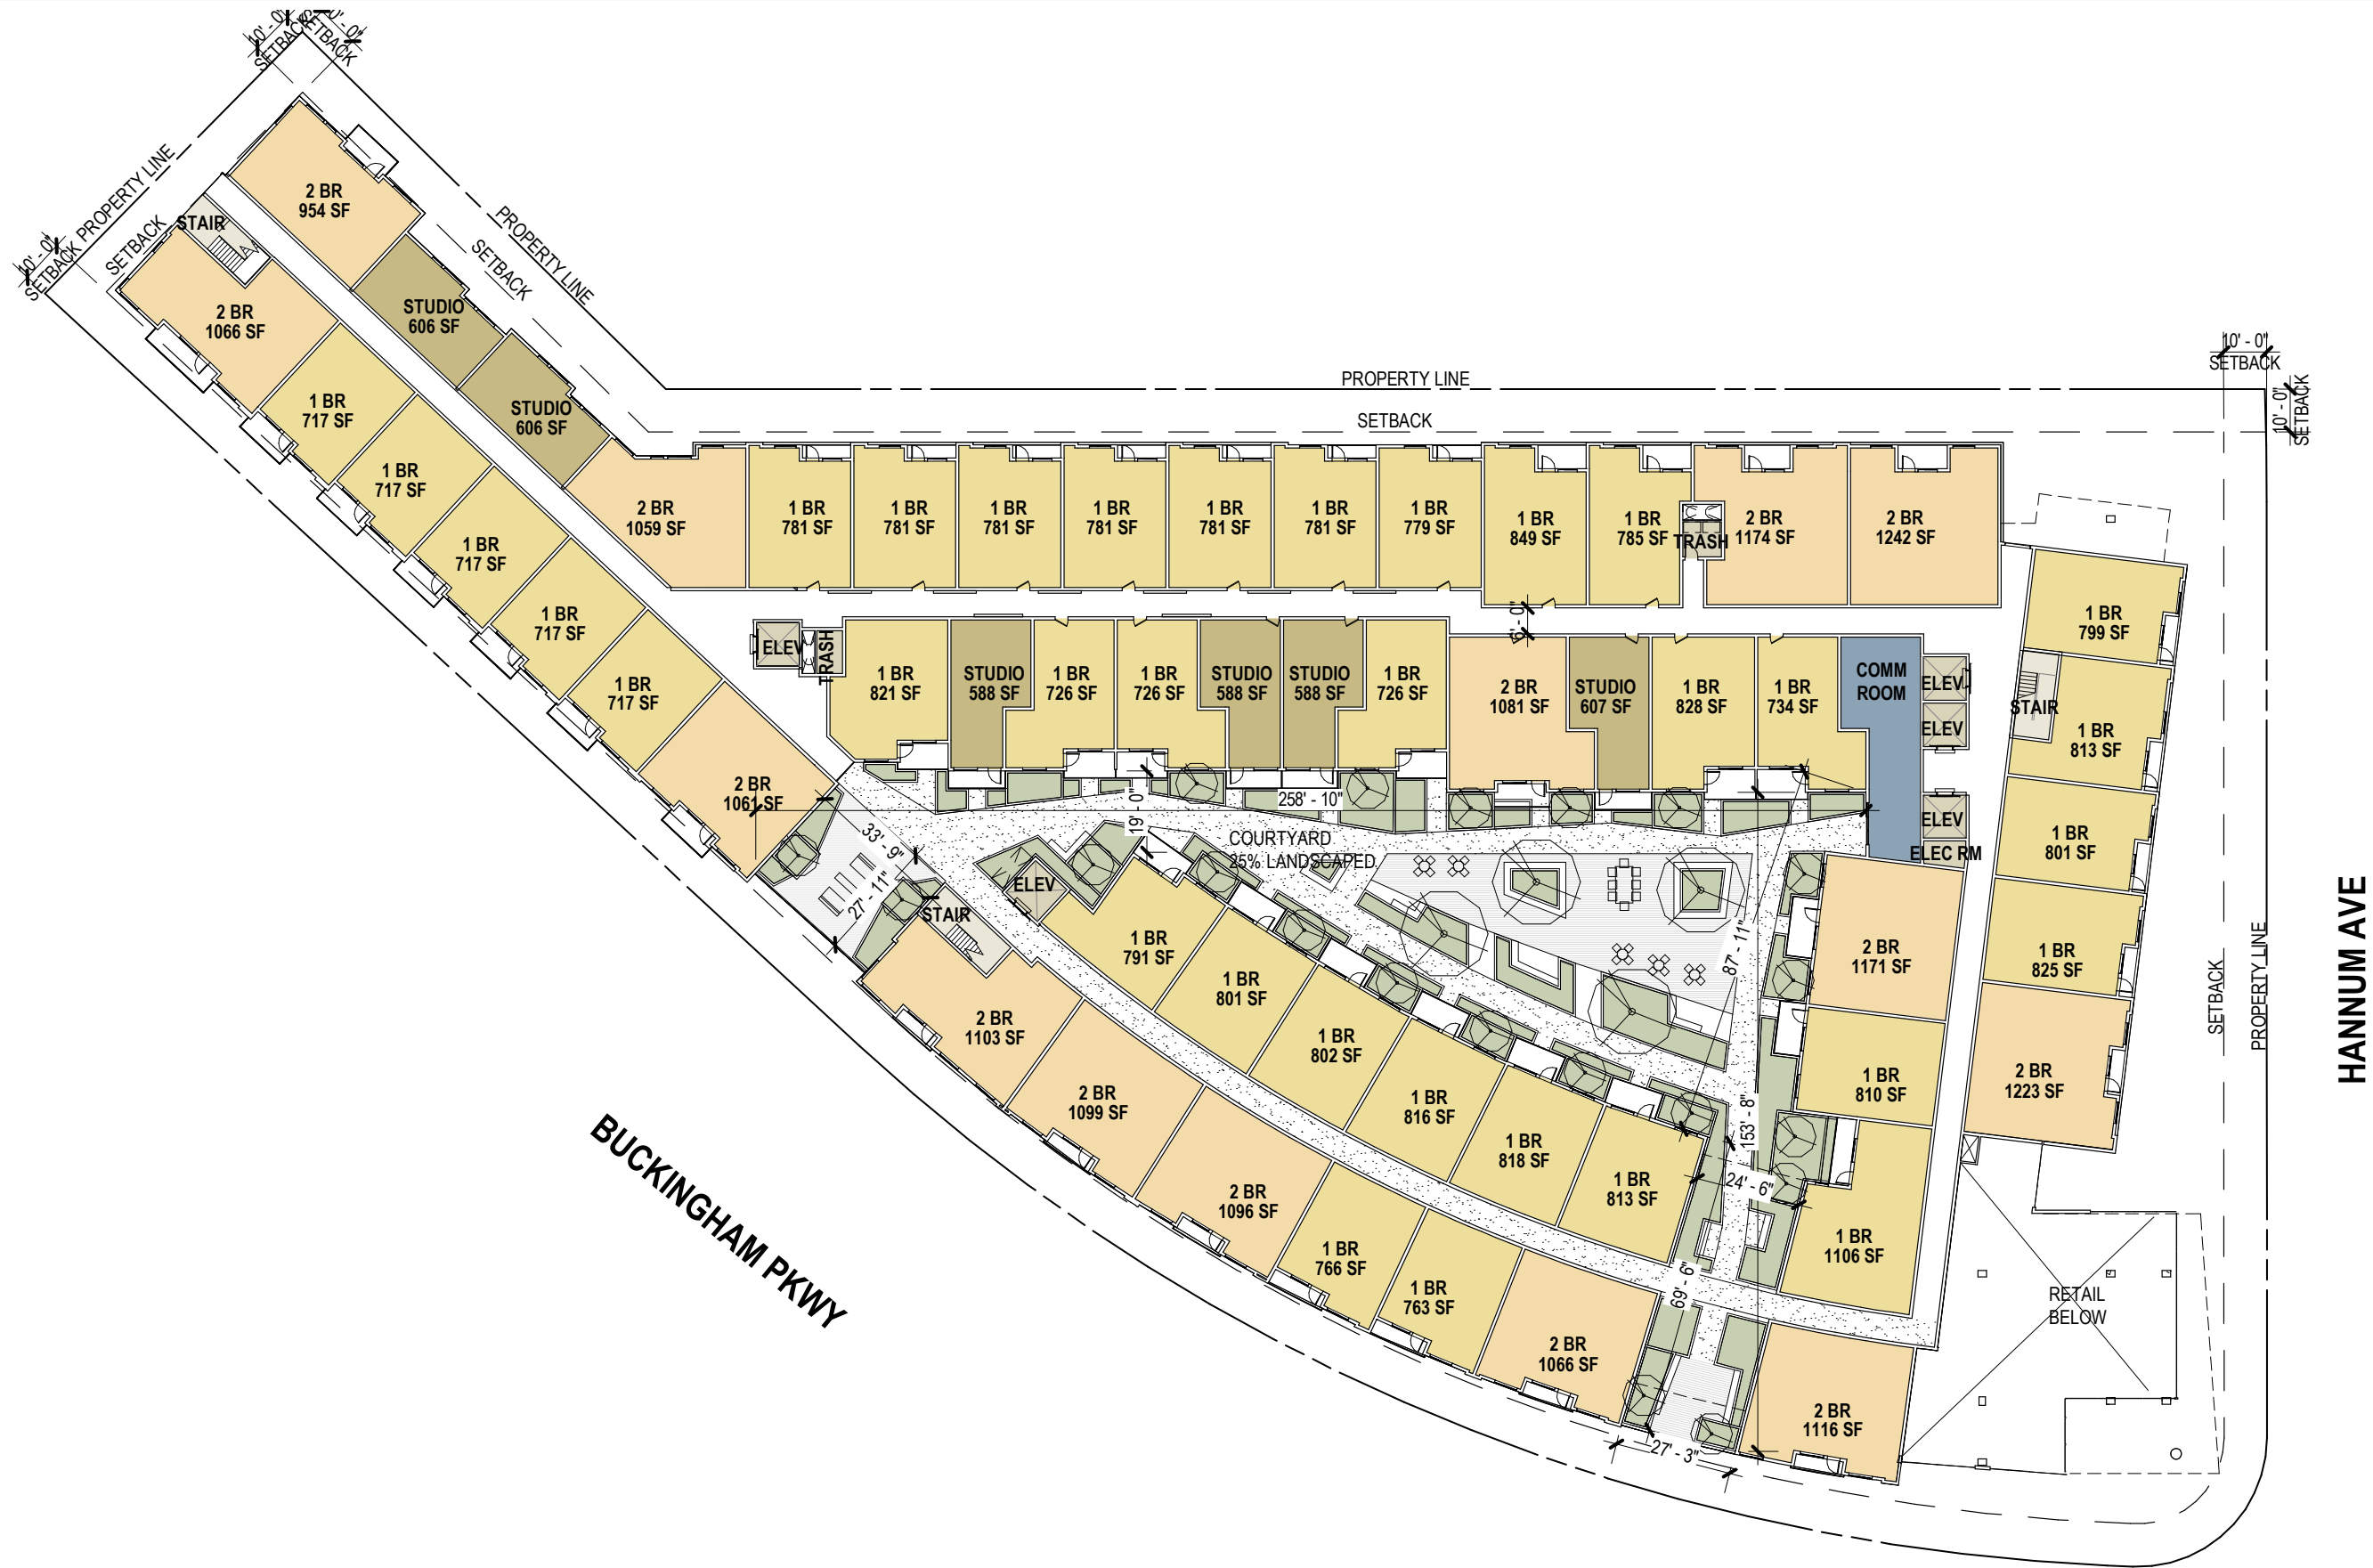 10' - 0"
SETBACK
10' - 0"
SETBACK
PROPERTY LINE
SETBACK
10' - 0"
SETBACK
PROPERTY LINE
SETBACK
2 BR
954 SF
STAIR
2 BR
1066 SF
STUDIO
606 SF
STUDIO
606 SF
1 BR
717 SF
1 BR
717 SF
1 BR
717 SF
1 BR
717 SF
1 BR
717 SF
2 BR
1061 SF
PROPERTY LINE
SETBACK
10' - 0"
SETBACK
10' - 0"
SETBACK
2 BR
1059 SF
1 BR
781 SF
1 BR
781 SF
1 BR
781 SF
1 BR
781 SF
1 BR
781 SF
1 BR
781 SF
1 BR
779 SF
1 BR
849 SF
1 BR
785 SF
TRASH
2 BR
1174 SF
2 BR
1242 SF
ELEV
TRASH
1 BR
821 SF
STUDIO
588 SF
1 BR
726 SF
1 BR
726 SF
STUDIO
588 SF
STUDIO
588 SF
1 BR
726 SF
2 BR
1081 SF
STUDIO
607 SF
1 BR
828 SF
1 BR
734 SF
COMM
ROOM
ELEV
ELEV
ELEV
ELEC RM
1 BR
799 SF
STAIR
1 BR
813 SF
1 BR
801 SF
1 BR
825 SF
2 BR
1223 SF
258' - 10"
19' - 0"
COURTYARD
25% LANDSCAPED
33' - 9"
27' - 11"
ELEV
STAIR
87' - 11"
153' - 8"
24' - 6"
69' - 6"
27' - 3"
1 BR
791 SF
1 BR
801 SF
1 BR
802 SF
1 BR
816 SF
1 BR
818 SF
1 BR
813 SF
2 BR
1103 SF
2 BR
1099 SF
2 BR
1096 SF
1 BR
766 SF
1 BR
763 SF
2 BR
1066 SF
2 BR
1171 SF
1 BR
810 SF
1 BR
1106 SF
2 BR
1116 SF
RETAIL
BELOW
SETBACK
PROPERTY LINE
HANNUM AVE
BUCKINGHAM PKWY